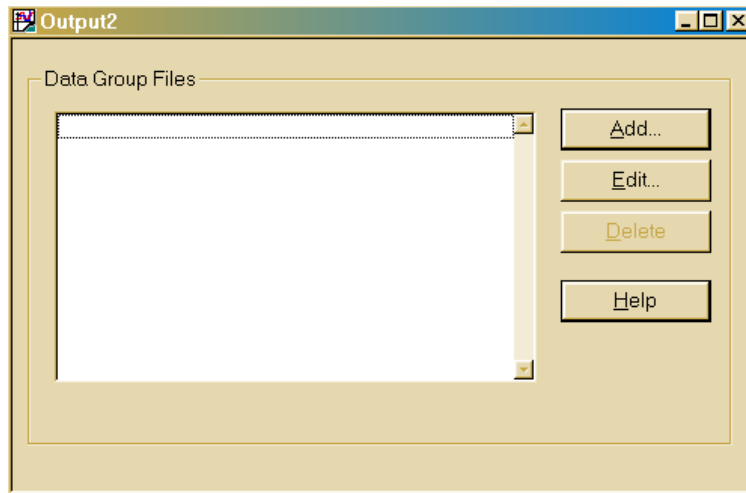 Output2
Data Group Files
Add...
Edit...
Delete
Help